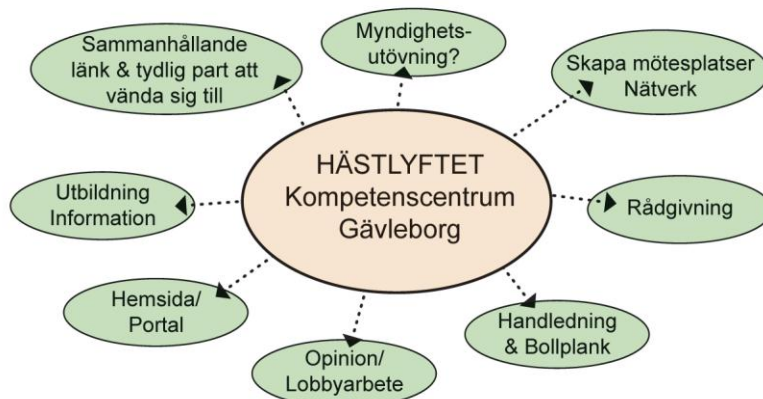 Sammanhållande
länk & tydlig part att
vända sig till
Myndighets-
utövning?
Skapa mötesplatser
Nätverk
HÄSTLYFTET
Kompetenscentrum
Gävleborg
Utbildning
Information
Rådgivning
Hemsida/
Portal
Opinion/
Lobbyarbete
Handledning
& Bollplank